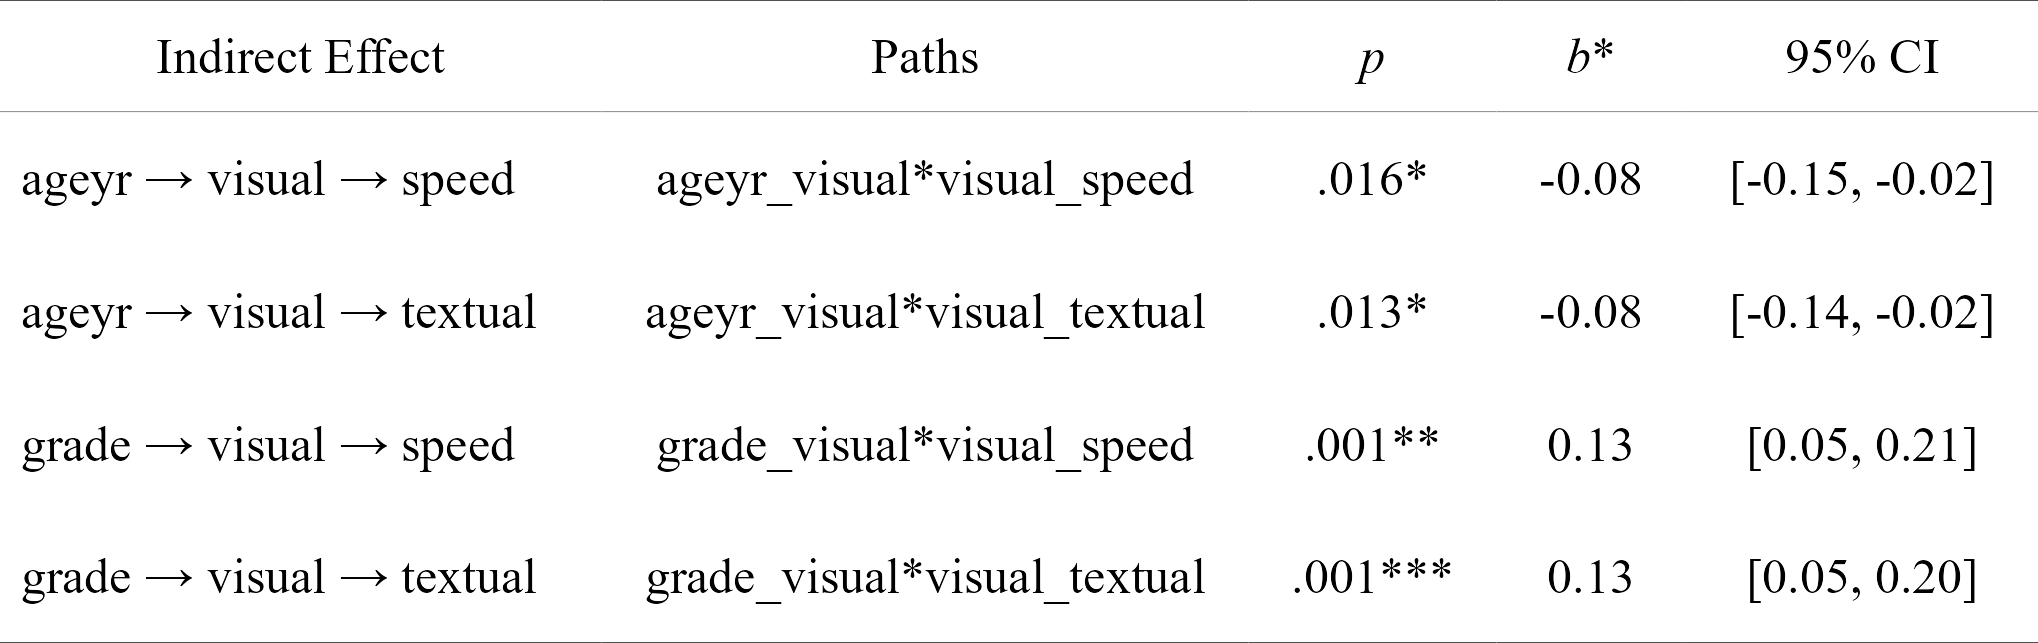 Indirect Effect Paths p b* 95% CI
ageyr → visual → speed ageyr_visual*visual_speed .016* -0.08 [-0.15, -0.02]
ageyr → visual → textual ageyr_visual*visual_textual .013* -0.08 [-0.14, -0.02]
grade → visual → speed grade_visual*visual_speed .001** 0.13 [0.05, 0.21]
grade → visual → textual grade_visual*visual_textual .001*** 0.13 [0.05, 0.20]